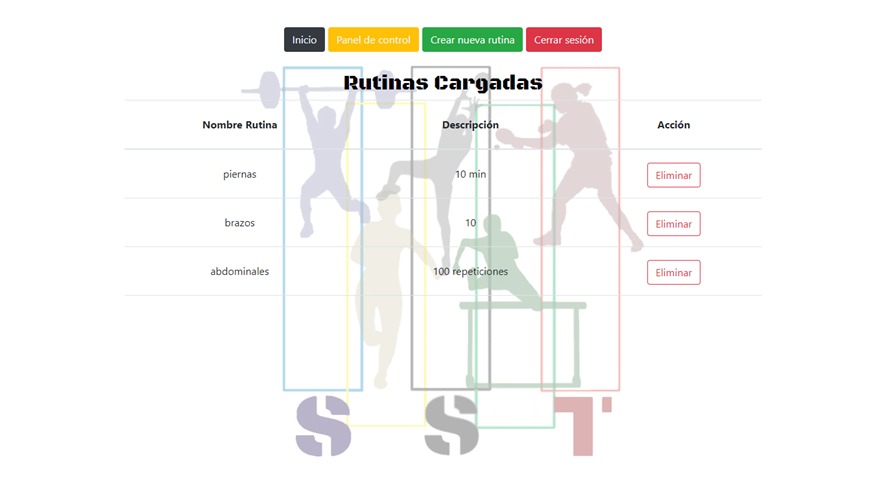 Inicio Panel de control Crear nueva rutina Cerrar sesión
Rutinas Cargadas
Nombre Rutina Descripción Acción
piernas 10 min Eliminar
brazos 10 Eliminar
abdominales 100 repeticiones Eliminar
S S T